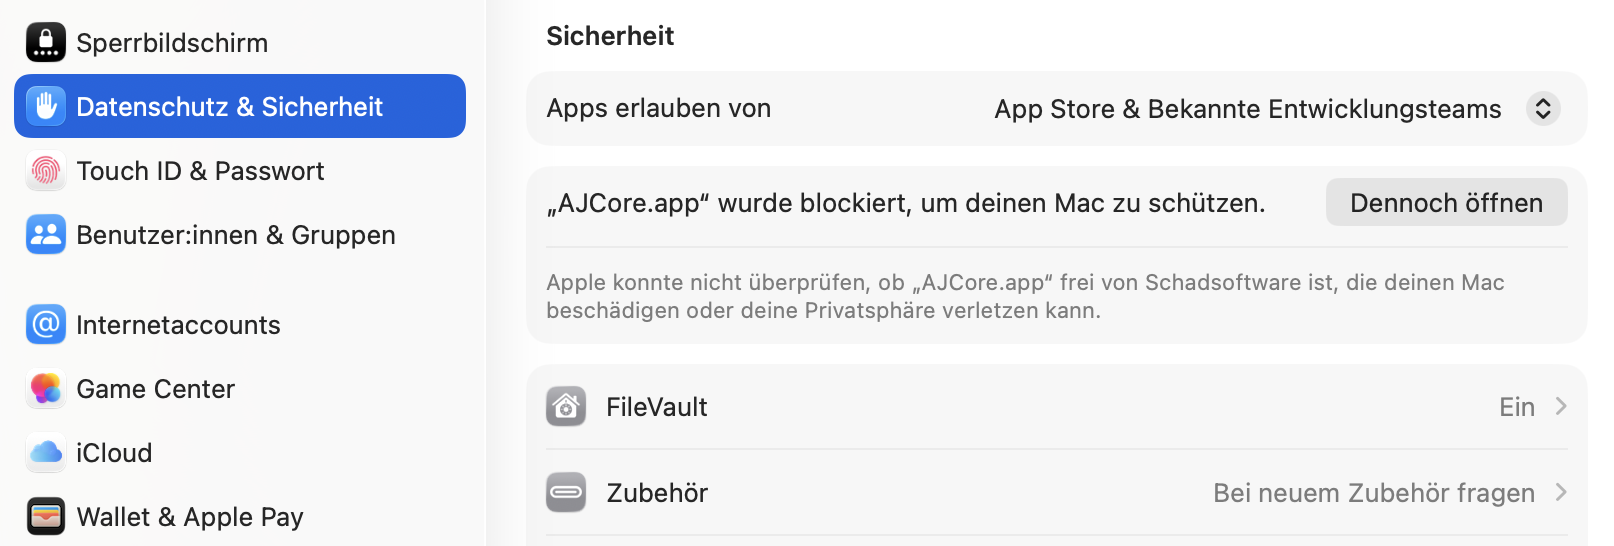 Sperrbildschirm
Datenschutz & Sicherheit
Touch ID & Passwort
Benutzer:innen & Gruppen
Internetaccounts
Game Center
iCloud
Wallet & Apple Pay
Sicherheit
Apps erlauben von App Store & Bekannte Entwicklungsteams
„AJCore.app“ wurde blockiert, um deinen Mac zu schützen. Dennoch öffnen
Apple konnte nicht überprüfen, ob „AJCore.app“ frei von Schadsoftware ist, die deinen Mac
beschädigen oder deine Privatsphäre verletzen kann.
FileVault Ein
Zubehör Bei neuem Zubehör fragen